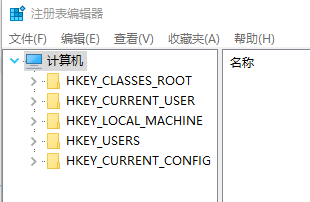 注册表编辑器
文件(F) 编辑(E) 查看(V) 收藏夹(A) 帮助(H)
计算机
名称
HKEY_CLASSES_ROOT
HKEY_CURRENT_USER
HKEY_LOCAL_MACHINE
HKEY_USERS
HKEY_CURRENT_CONFIG